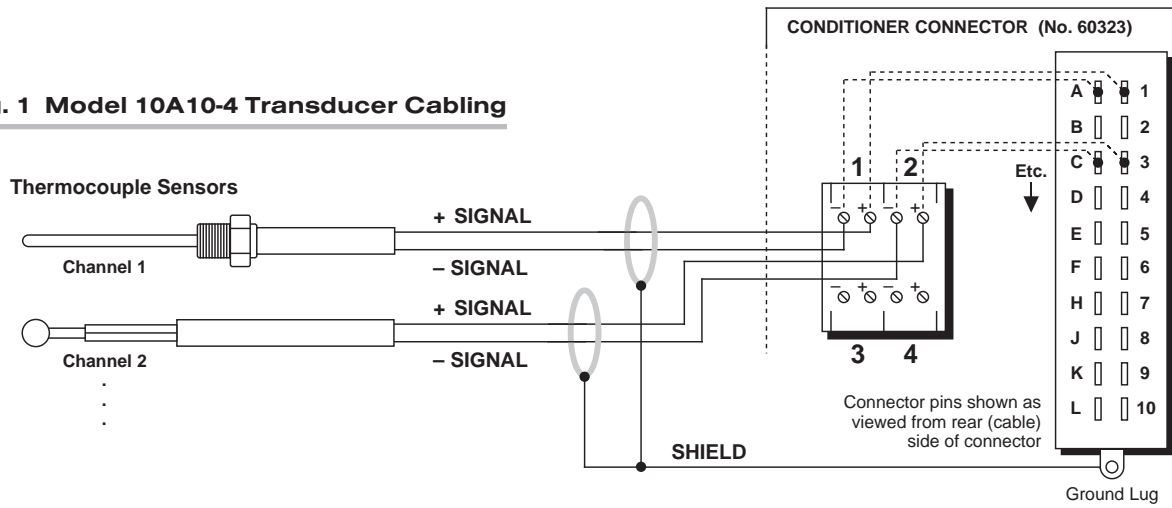 CONDITIONER CONNECTOR (No. 60323)
g. 1 Model 10A10-4 Transducer Cabling
Thermocouple Sensors
+ SIGNAL
Channel 1
– SIGNAL
+ SIGNAL
Channel 2
– SIGNAL
.
.
.
SHIELD
1 2
– + – +
– + – +
3 4
Etc.
A 1
B 2
C 3
D 4
E 5
F 6
H 7
J 8
K 9
L 10
Connector pins shown as
viewed from rear (cable)
side of connector
Ground Lug